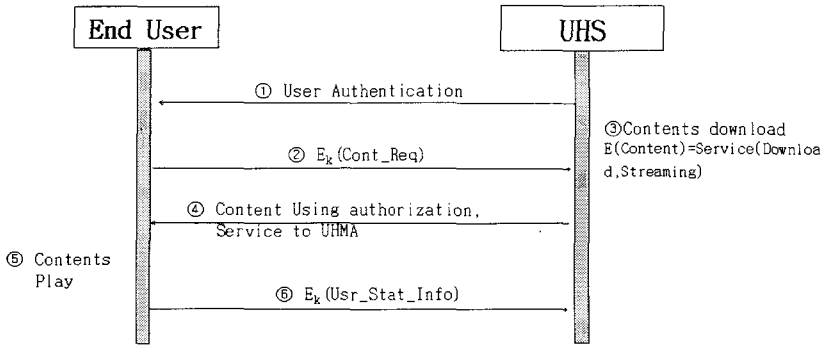 End User
UHS
① User Authentication
② Eₖ(Cont_Req)
③Contents download
E(Content)=Service(Downloa
d,Streaming)
④ Content Using authorization,
Service to UHMA
⑤ Contents
Play
⑥ Eₖ(Usr_Stat_Info)